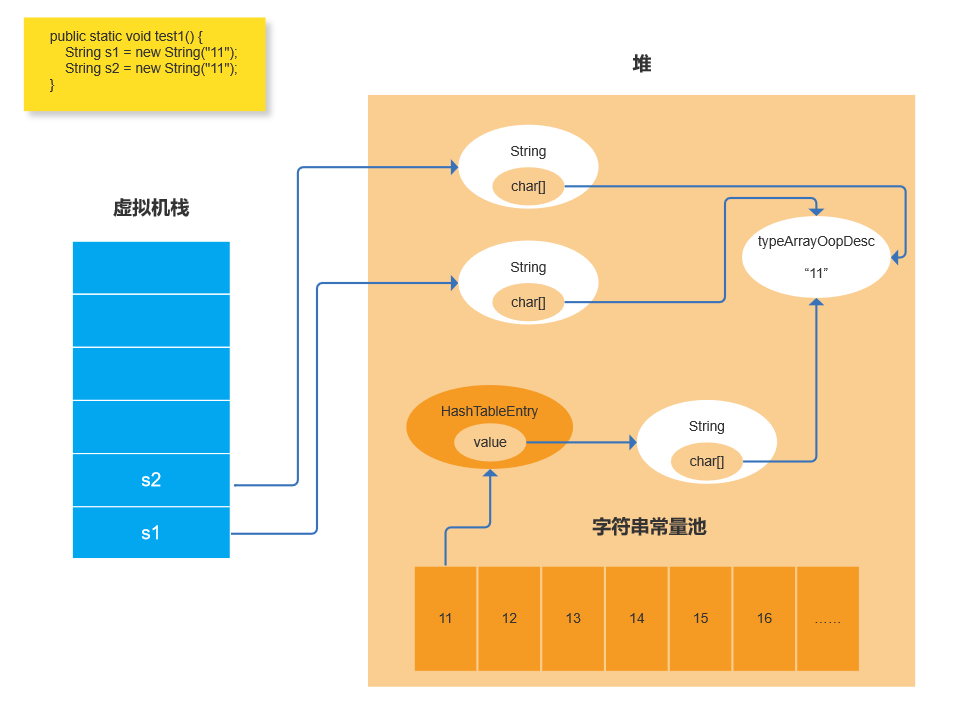 public static void test1() {
String s1 = new String("11");
String s2 = new String("11");
}
堆
String
char[]
虚拟机栈
typeArrayOopDesc
“11”
String
char[]
HashTableEntry
value
String
char[]
s2
s1
字符串常量池
11 12 13 14 15 16 ……